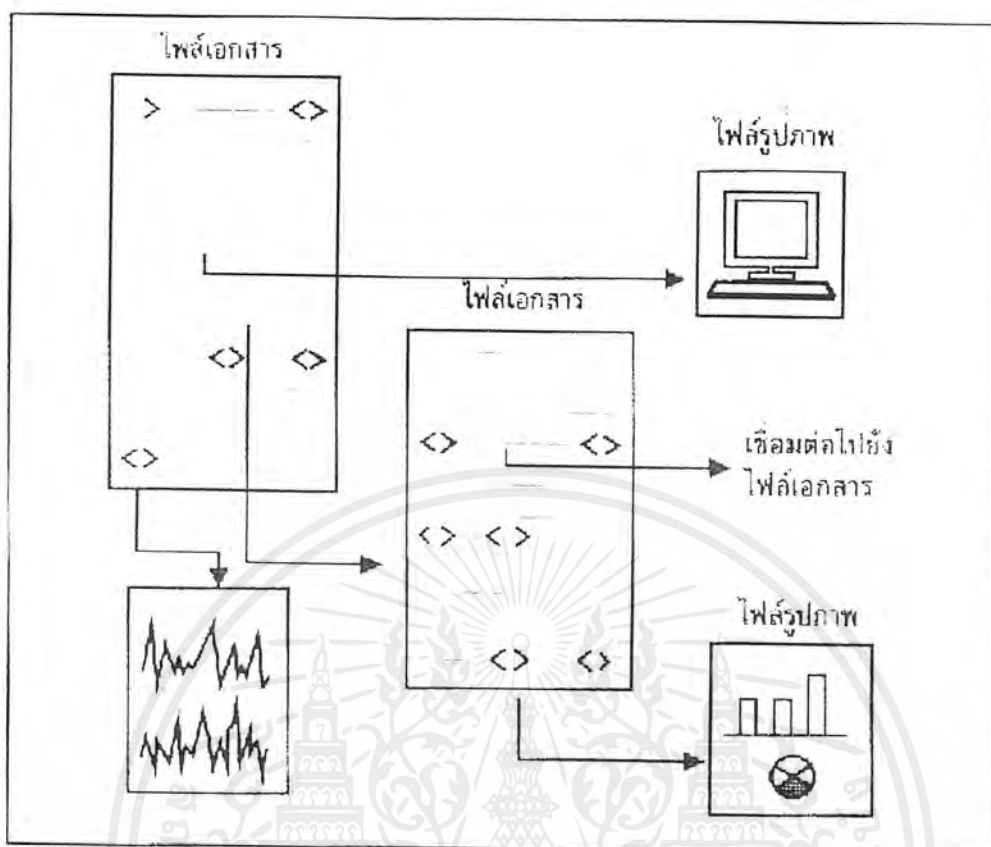 ไฟล์เอกสาร
> <>
ไฟล์รูปภาพ
ไฟล์เอกสาร
<> <>
<>
<> <>
เชื่อมต่อไปยัง
ไฟล์เอกสาร
<> <>
ไฟล์รูปภาพ
<> <>